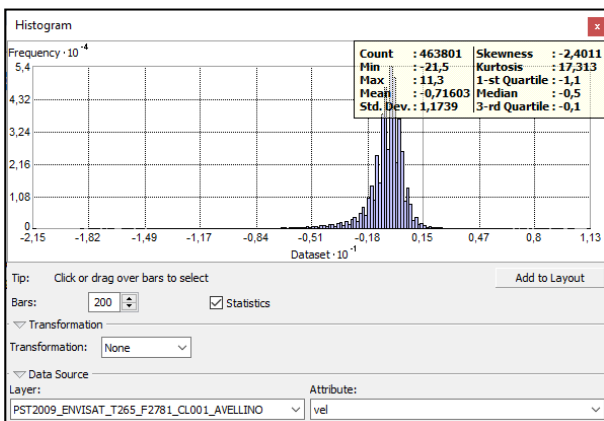 Histogram x
Frequency · 10⁻⁴
Count : 463801 Skewness : -2,4011
Min : -21,5 Kurtosis : 17,313
Max : 11,3 1-st Quartile : -1,1
Mean : -0,71603 Median : -0,5
Std. Dev. : 1,1739 3-rd Quartile : -0,1
5,4
4,32
3,24
2,16
1,08
0
-2,15 -1,82 -1,49 -1,17 -0,84 -0,51 -0,18 0,15 0,47 0,8 1,13
Dataset · 10⁻¹
Tip: Click or drag over bars to select Add to Layout
Bars: 200 Statistics
Transformation
Transformation: None
Data Source
Layer: Attribute:
PST2009_ENVISAT_T265_F2781_CL001_AVELLINO vel